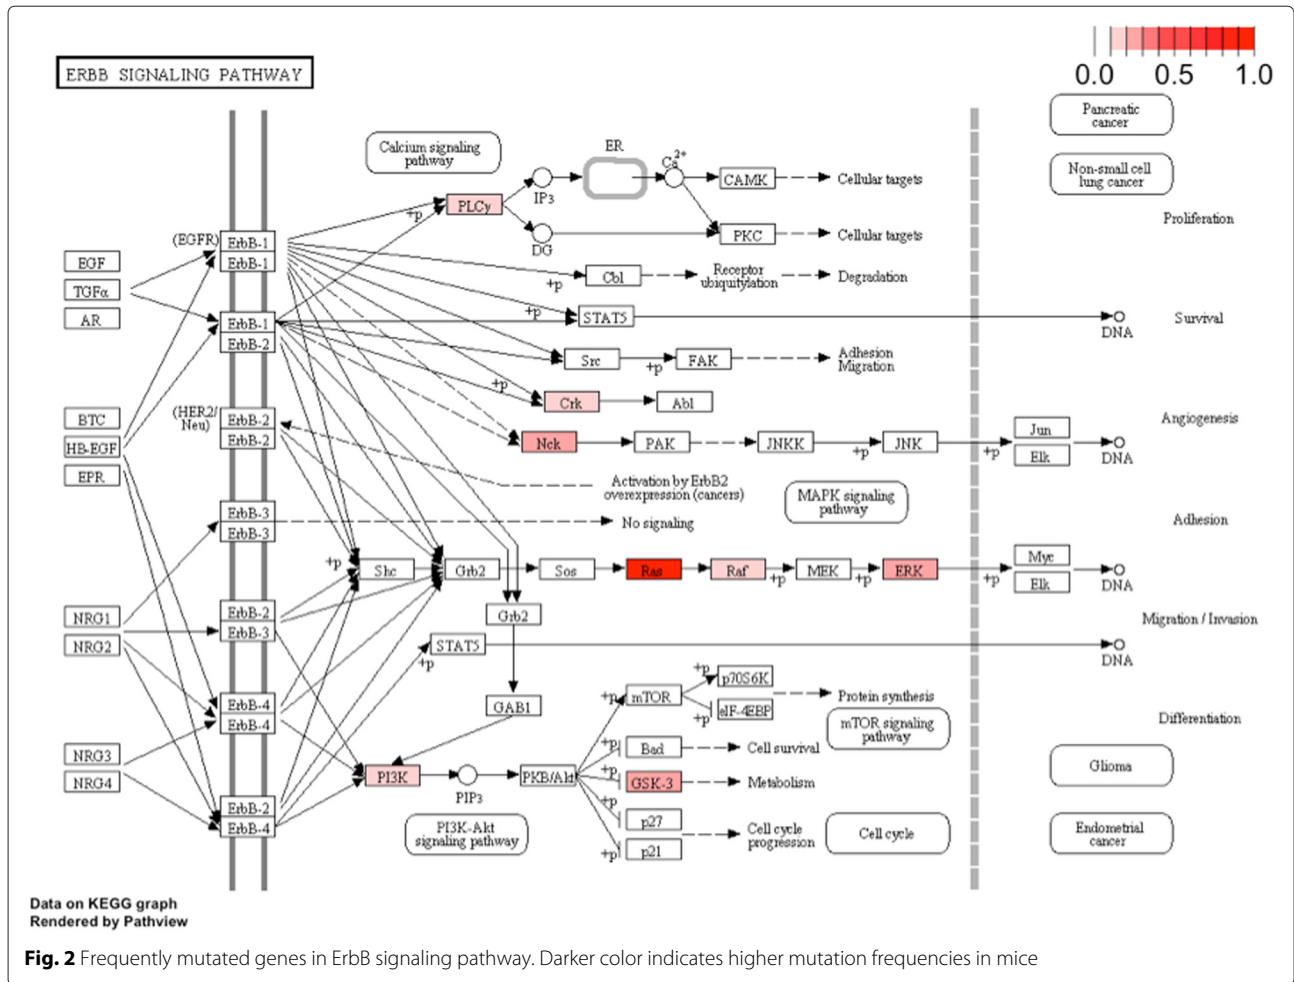 0.0 0.5 1.0
ERBB SIGNALING PATHWAY
Pancreatic
cancer
Non-small cell
lung cancer
Calcium signaling
pathway
ER
Ca2+
IP3
CAMK
Cellular targets
PLCγ
+p
DG
PKC
Cellular targets
Proliferation
(EGFR)
ErbB-1
ErbB-1
EGF
TGFα
AR
Cbl
+p
Receptor
ubiquitylation
Degradation
ErbB-1
ErbB-2
+p
STAT5
DNA
Survival
Src
+p
FAK
Adhesion
Migration
+p
Crk
Abl
BTC
HB-EGF
EPR
(HER2/
Neu)
ErbB-2
ErbB-2
Nck
PAK
JNKK
+p
JNK
+p
Jun
Elk
DNA
Angiogenesis
Activation by ErbB2
overexpression (cancers)
MAPK signaling
pathway
ErbB-3
ErbB-3
No signaling
Adhesion
+p
Shc
Grb2
Sos
Ras
Raf
+p
MEK
+p
ERK
+p
Myc
Elk
DNA
NRG1
NRG2
ErbB-2
ErbB-3
Grb2
Migration / Invasion
STAT5
+p
DNA
GAB1
ErbB-4
ErbB-4
+p
mTOR
+p
p70S6K
+p
eIF-4EBP
Protein synthesis
mTOR signaling
pathway
Differentiation
NRG3
NRG4
PI3K
PIP3
PKB/Akt
+p
Bad
Cell survival
+p
GSK-3
Metabolism
Glioma
ErbB-2
ErbB-4
PI3K-Akt
signaling pathway
+p
p27
+p
p21
Cell cycle
progression
Cell cycle
Endometrial
cancer
Data on KEGG graph
Rendered by Pathview
Fig. 2 Frequently mutated genes in ErbB signaling pathway. Darker color indicates higher mutation frequencies in mice